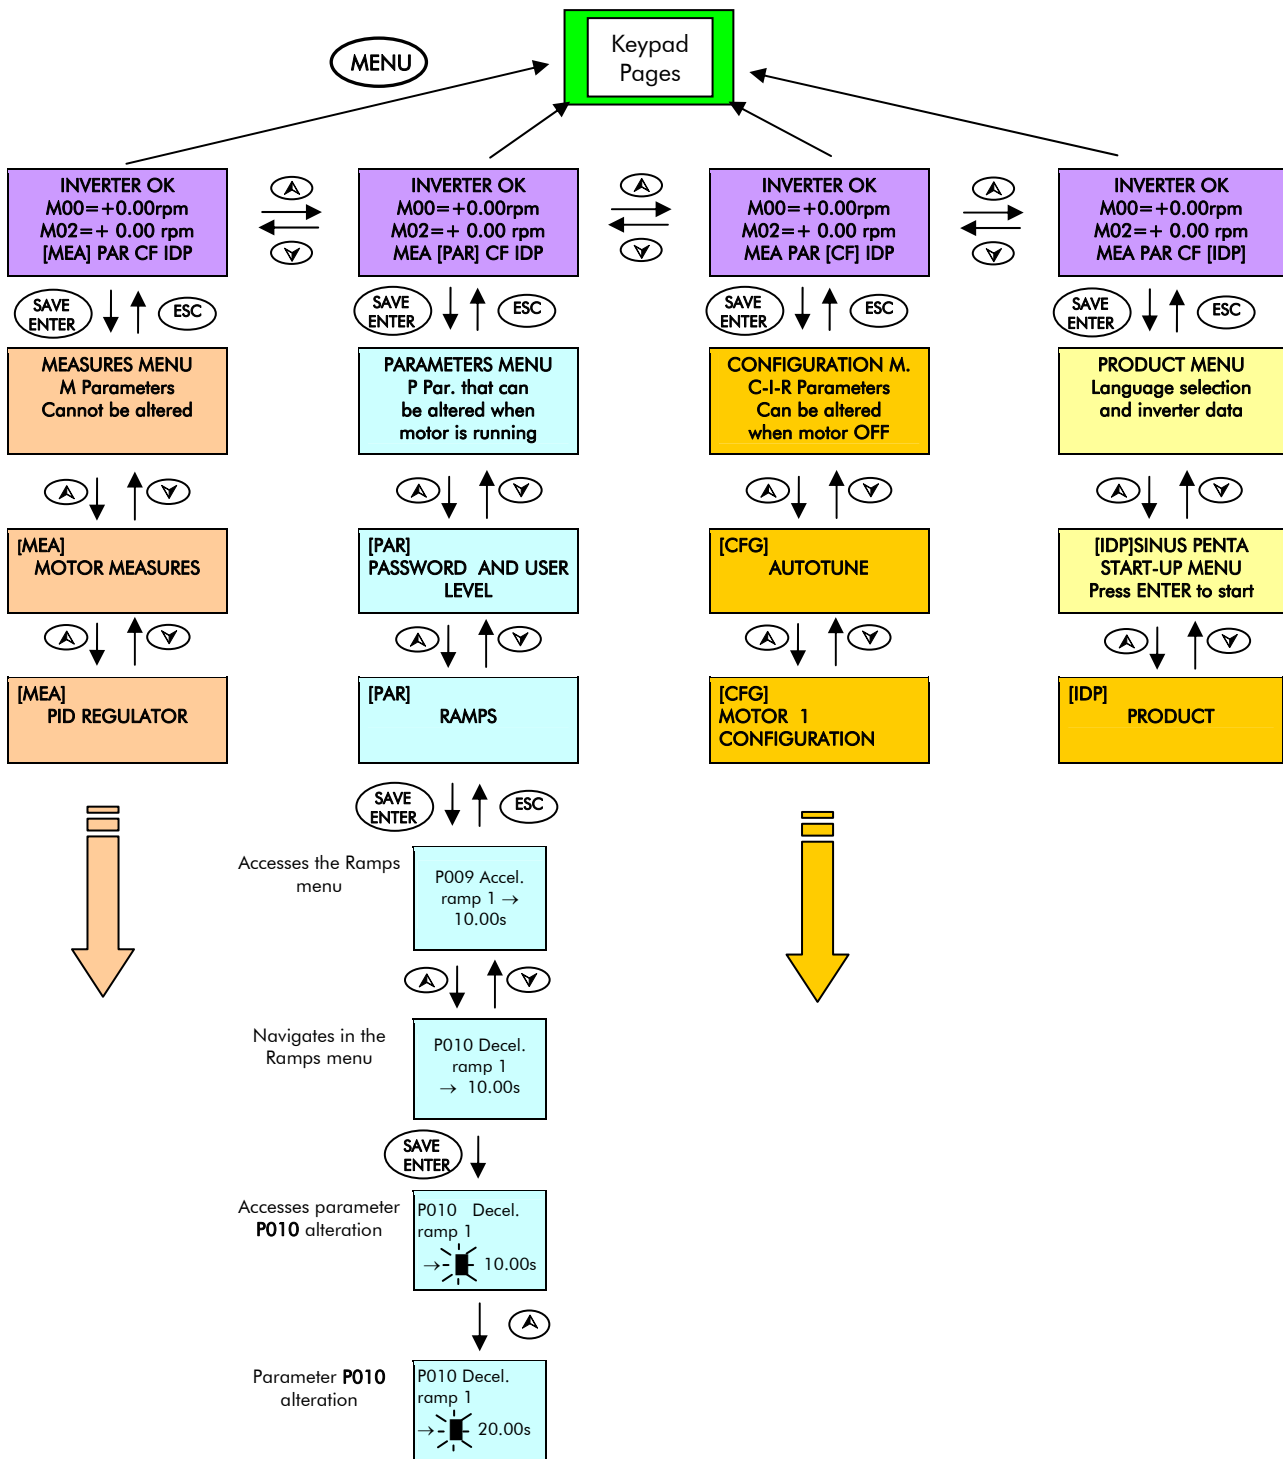 MENU
Keypad
Pages
INVERTER OK
M00=+0.00rpm
M02=+ 0.00 rpm
[MEA] PAR CF IDP
INVERTER OK
M00=+0.00rpm
M02=+ 0.00 rpm
MEA [PAR] CF IDP
INVERTER OK
M00=+0.00rpm
M02=+ 0.00 rpm
MEA PAR [CF] IDP
INVERTER OK
M00=+0.00rpm
M02=+ 0.00 rpm
MEA PAR CF [IDP]
SAVE
ENTER
ESC
SAVE
ENTER
ESC
SAVE
ENTER
ESC
SAVE
ENTER
ESC
MEASURES MENU
M Parameters
Cannot be altered
PARAMETERS MENU
P Par. that can
be altered when
motor is running
CONFIGURATION M.
C-I-R Parameters
Can be altered
when motor OFF
PRODUCT MENU
Language selection
and inverter data
[MEA]
MOTOR MEASURES
[PAR]
PASSWORD AND USER
LEVEL
[CFG]
AUTOTUNE
[IDP]SINUS PENTA
START-UP MENU
Press ENTER to start
[MEA]
PID REGULATOR
[PAR]
RAMPS
[CFG]
MOTOR 1
CONFIGURATION
[IDP]
PRODUCT
SAVE
ENTER
ESC
Accesses the Ramps
menu
P009 Accel.
ramp 1 →
10.00s
Navigates in the
Ramps menu
P010 Decel.
ramp 1
→ 10.00s
SAVE
ENTER
Accesses parameter
P010 alteration
P010 Decel.
ramp 1
→ 10.00s
Parameter P010
alteration
P010 Decel.
ramp 1
→ 20.00s